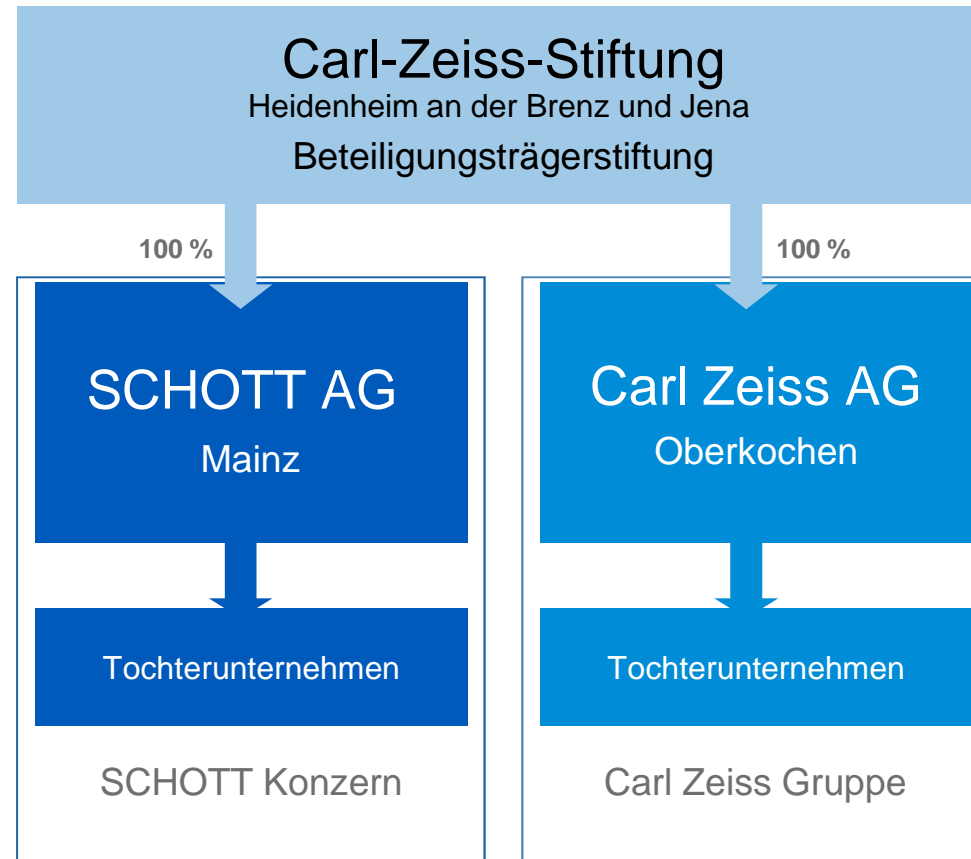 Carl-Zeiss-Stiftung
Heidenheim an der Brenz und Jena
Beteiligungsträgerstiftung
100 %
100 %
SCHOTT AG
Mainz
Carl Zeiss AG
Oberkochen
Tochterunternehmen
Tochterunternehmen
SCHOTT Konzern
Carl Zeiss Gruppe